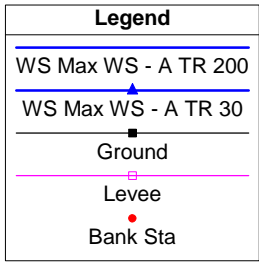 Legend
WS Max WS - A TR 200
WS Max WS - A TR 30
Ground
Levee
Bank Sta